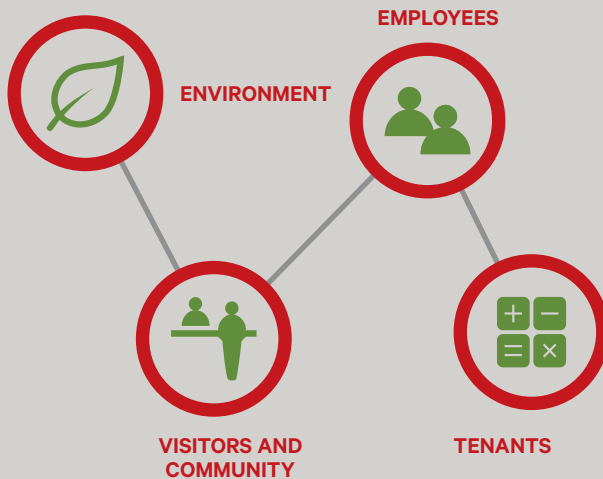 EMPLOYEES
ENVIRONMENT
VISITORS AND
COMMUNITY
TENANTS